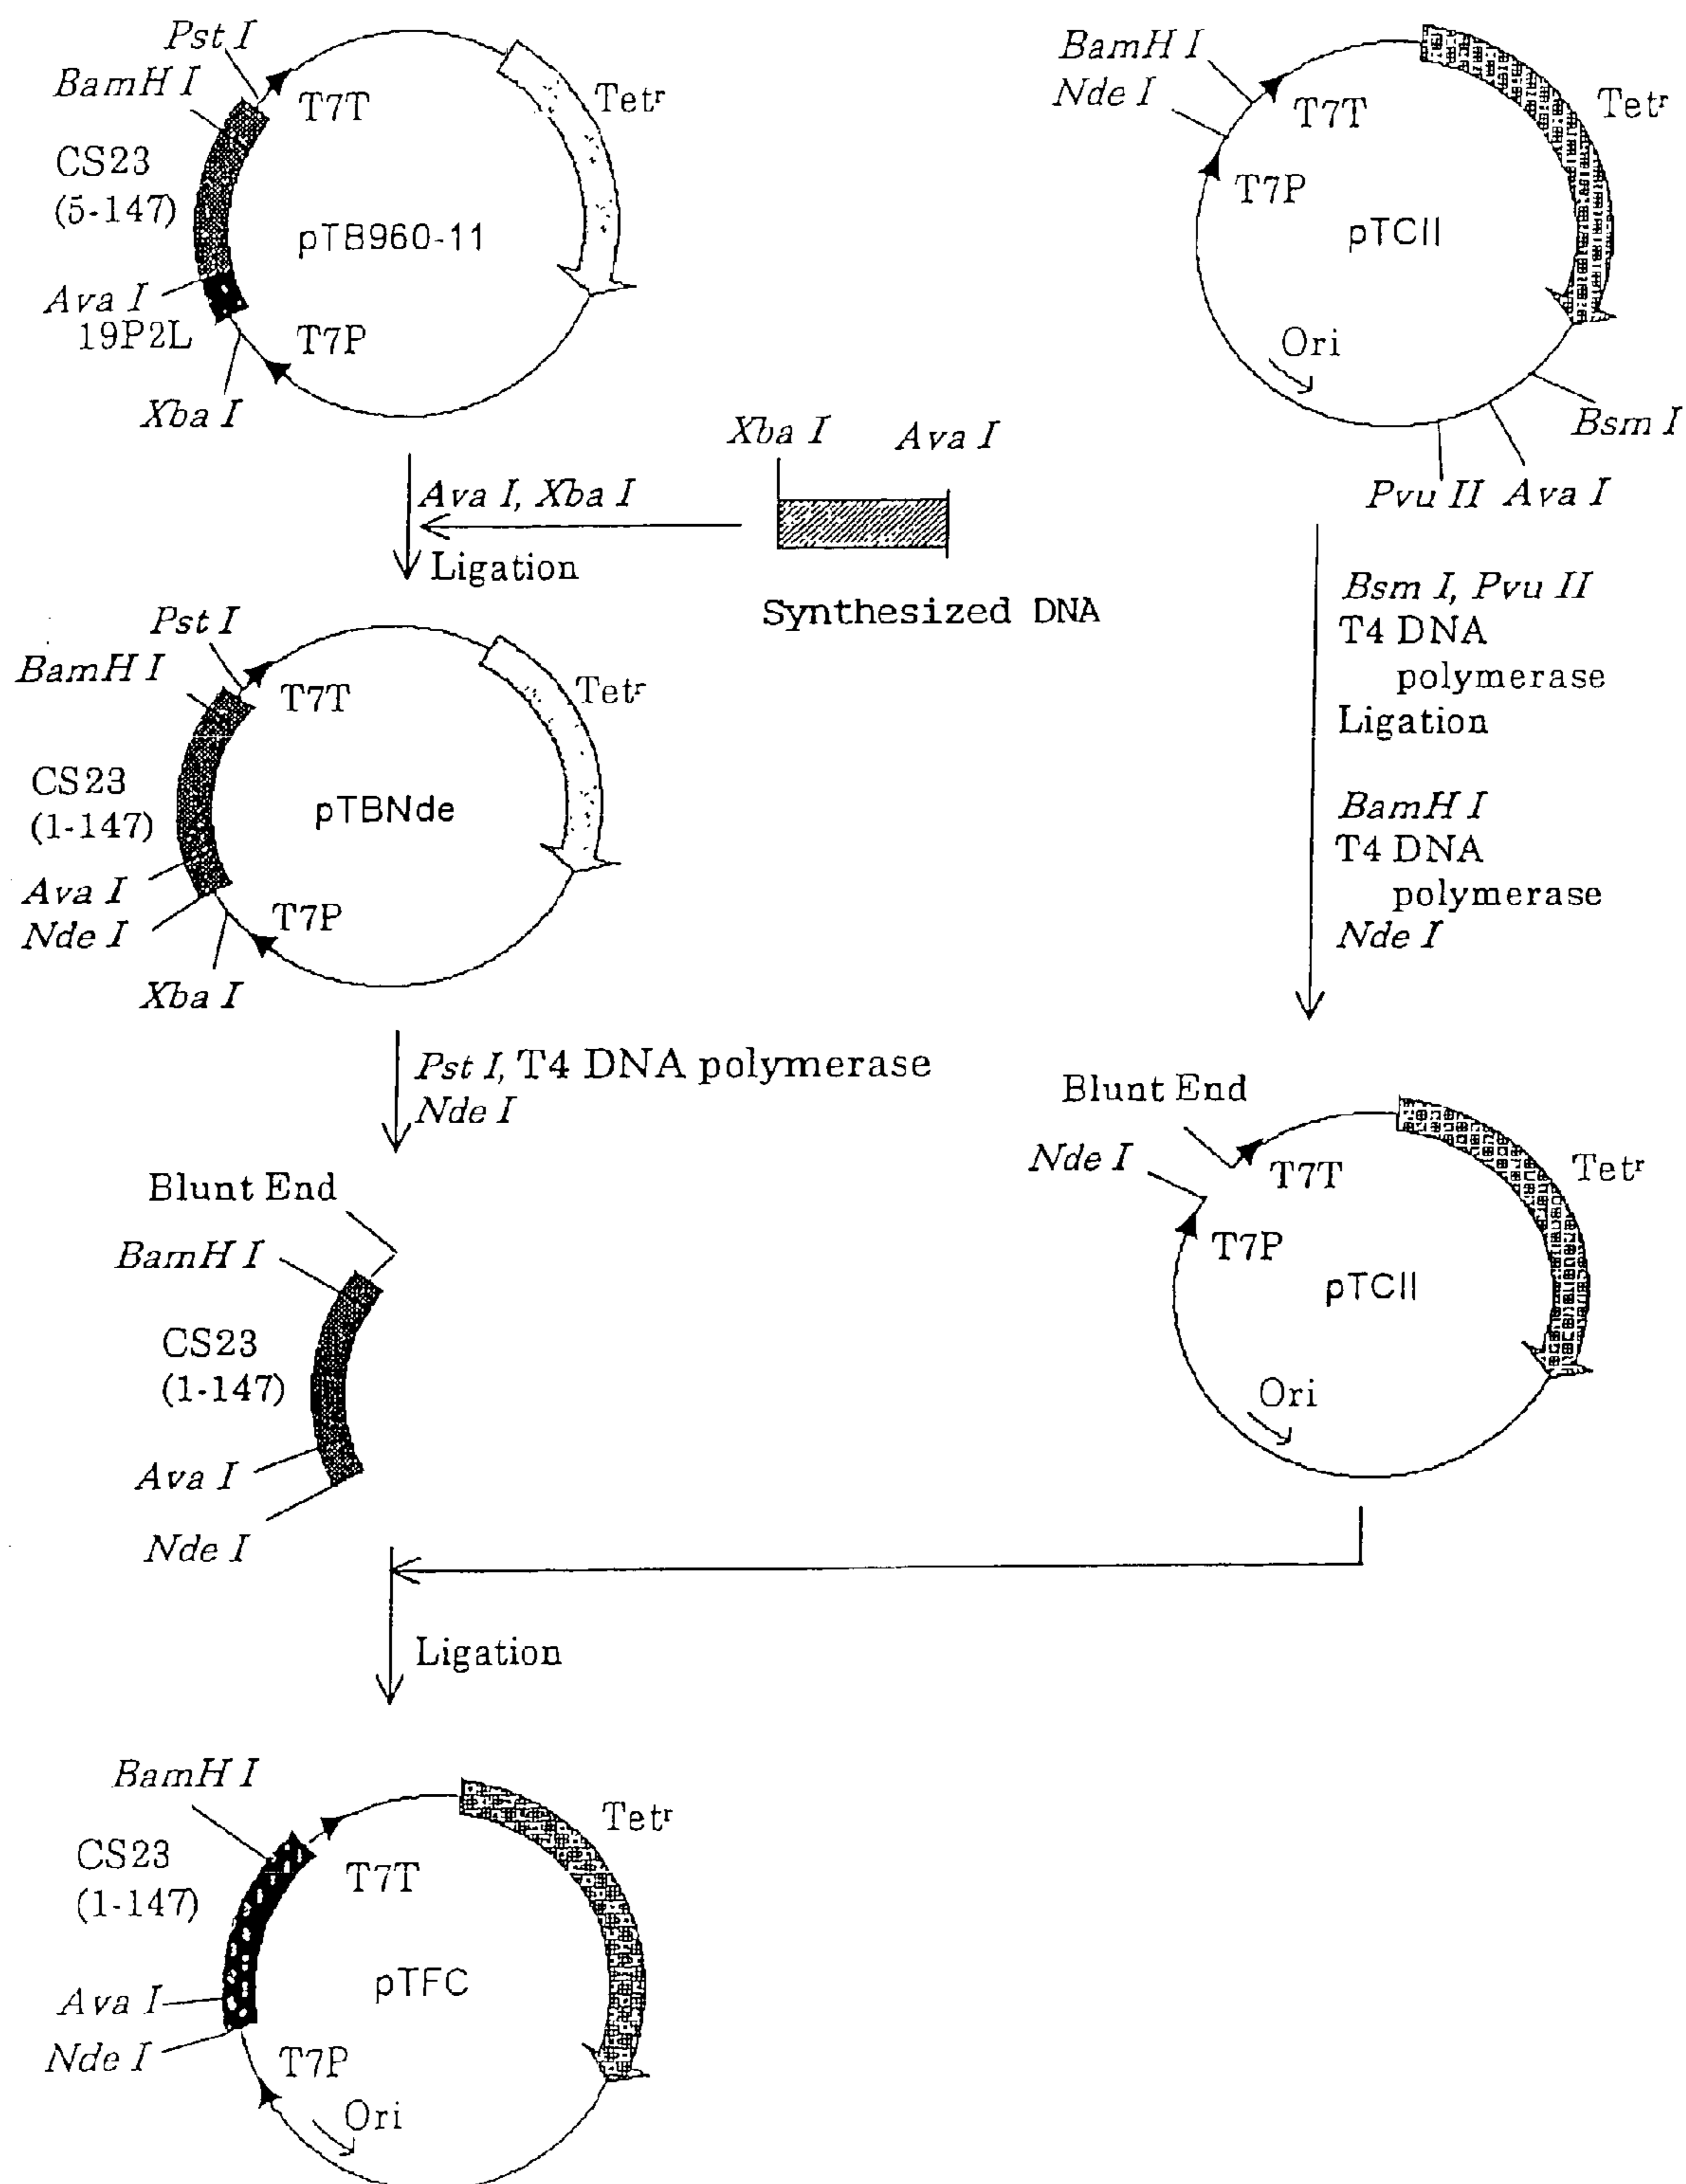 Pst I
BamH I
CS23
(5-147)
Ava I
19P2L
Xba I
T7T
Tetr
pTB960-11
T7P
BamH I
Nde I
T7T
Tetr
T7P
pTCII
Ori
Bsm I
Pvu II Ava I
Ava I, Xba I
Ligation
Xba I
Ava I
Synthesized DNA
Bsm I, Pvu II
T4 DNA
polymerase
Ligation
BamH I
T4 DNA
polymerase
Nde I
Pst I
BamH I
CS23
(1-147)
Ava I
Nde I
Xba I
T7T
Tetr
pTBNde
T7P
Pst I, T4 DNA polymerase
Nde I
Blunt End
BamH I
CS23
(1-147)
Ava I
Nde I
Blunt End
Nde I
T7T
Tetr
T7P
pTCII
Ori
Ligation
BamH I
CS23
(1-147)
Ava I
Nde I
T7T
Tetr
pTFC
T7P
Ori